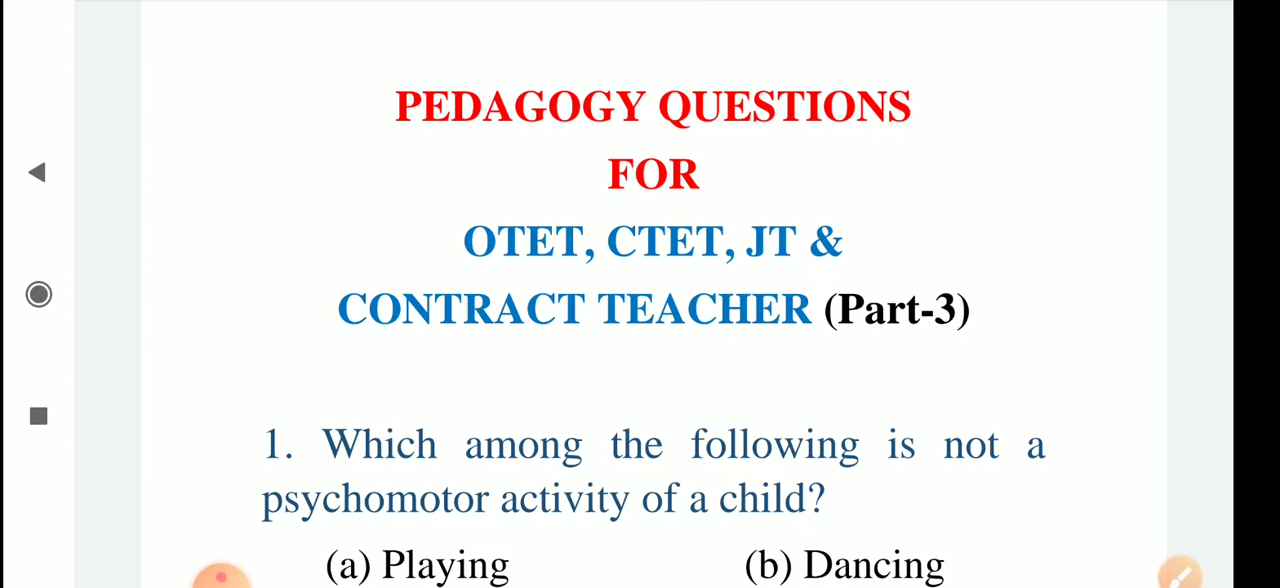 PEDAGOGY QUESTIONS
FOR
OTET, CTET, JT &
CONTRACT TEACHER (Part-3)
1. Which among the following is not a
psychomotor activity of a child?
(a) Playing (b) Dancing